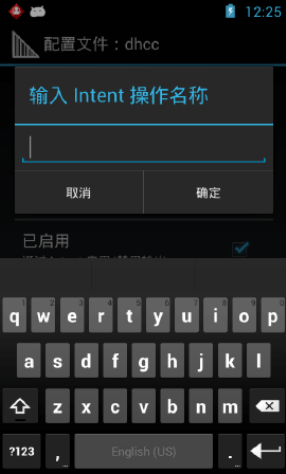 12:25
配置文件：dhcc
输入 Intent 操作名称
取消 确定
已启用
q w e r t y u i o p
a s d f g h j k l
z x c v b n m
?123 , English (US) .